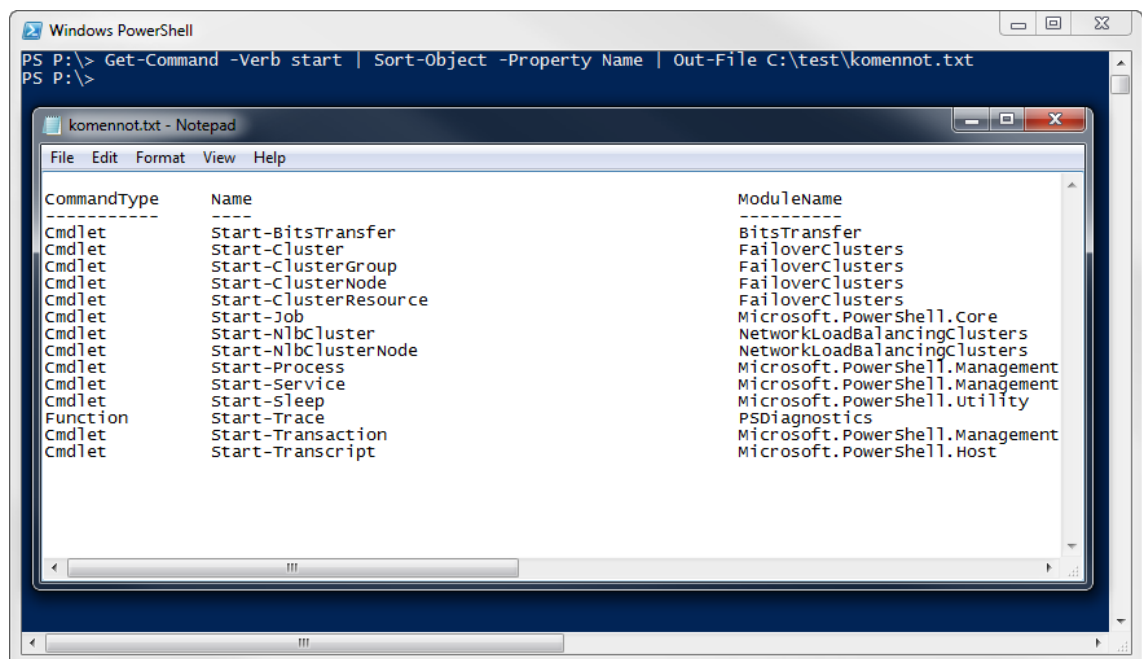 Windows PowerShell
PS P:\> Get-Command -Verb start | Sort-Object -Property Name | Out-File C:\test\komennot.txt
PS P:\>
komennot.txt - Notepad
File Edit Format View Help
CommandType Name ModuleName
----------- ---- ----------
Cmdlet Start-BitsTransfer BitsTransfer
Cmdlet Start-Cluster FailoverClusters
Cmdlet Start-ClusterGroup FailoverClusters
Cmdlet Start-ClusterNode FailoverClusters
Cmdlet Start-ClusterResource FailoverClusters
Cmdlet Start-Job Microsoft.PowerShell.Core
Cmdlet Start-NlbCluster NetworkLoadBalancingClusters
Cmdlet Start-NlbClusterNode NetworkLoadBalancingClusters
Cmdlet Start-Process Microsoft.PowerShell.Management
Cmdlet Start-Service Microsoft.PowerShell.Management
Cmdlet Start-Sleep Microsoft.PowerShell.Utility
Function Start-Trace PSDiagnostics
Cmdlet Start-Transaction Microsoft.PowerShell.Management
Cmdlet Start-Transcript Microsoft.PowerShell.Host